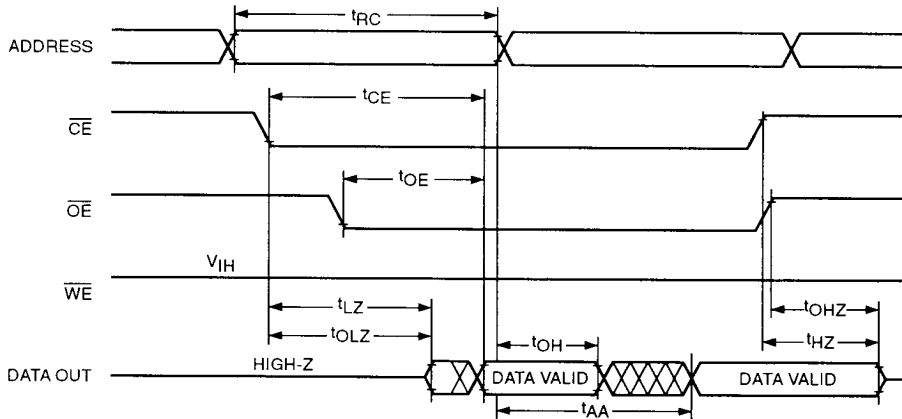 tRC
ADDRESS
tCE
CE
tOE
OE
VIH
WE
tLZ
tOHZ
tOLZ
tOH
tHZ
HIGH-Z
DATA OUT
DATA VALID
DATA VALID
tAA